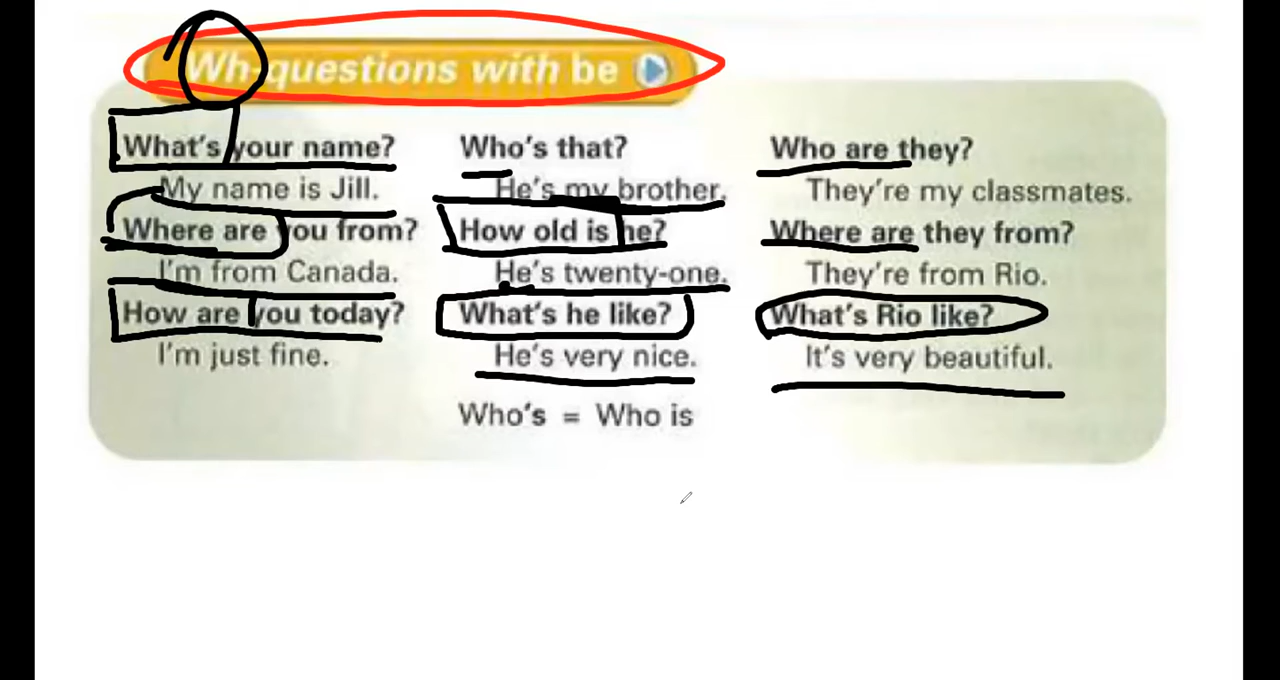 Wh-questions with be
What's your name?
My name is Jill.
Where are you from?
I'm from Canada.
How are you today?
I'm just fine.
Who's that?
He's my brother.
How old is he?
He's twenty-one.
What's he like?
He's very nice.
Who's = Who is
Who are they?
They're my classmates.
Where are they from?
They're from Rio.
What's Rio like?
It's very beautiful.